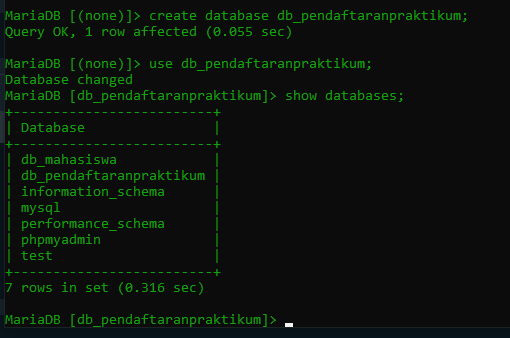 MariaDB [(none)]> create database db_pendaftaranpraktikum;
Query OK, 1 row affected (0.055 sec)
MariaDB [(none)]> use db_pendaftaranpraktikum;
Database changed
MariaDB [db_pendaftaranpraktikum]> show databases;
+-------------------------+
| Database                |
+-------------------------+
| db_mahasiswa            |
| db_pendaftaranpraktikum |
| information_schema      |
| mysql                   |
| performance_schema      |
| phpmyadmin              |
| test                    |
+-------------------------+
7 rows in set (0.316 sec)
MariaDB [db_pendaftaranpraktikum]>